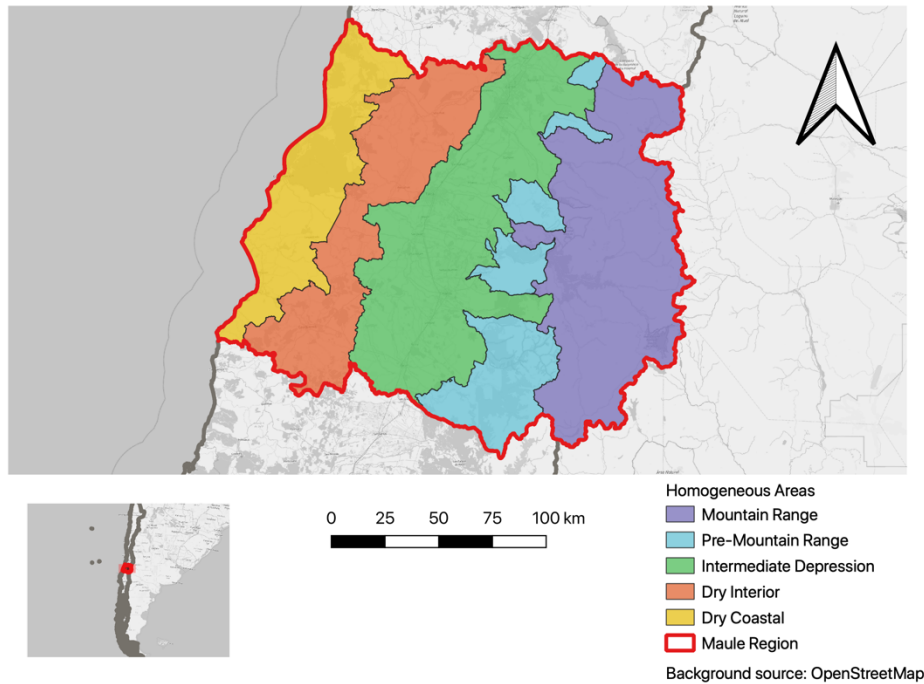 0 25 50 75 100 km
Homogeneous Areas
Mountain Range
Pre-Mountain Range
Intermediate Depression
Dry Interior
Dry Coastal
Maule Region
Background source: OpenStreetMap